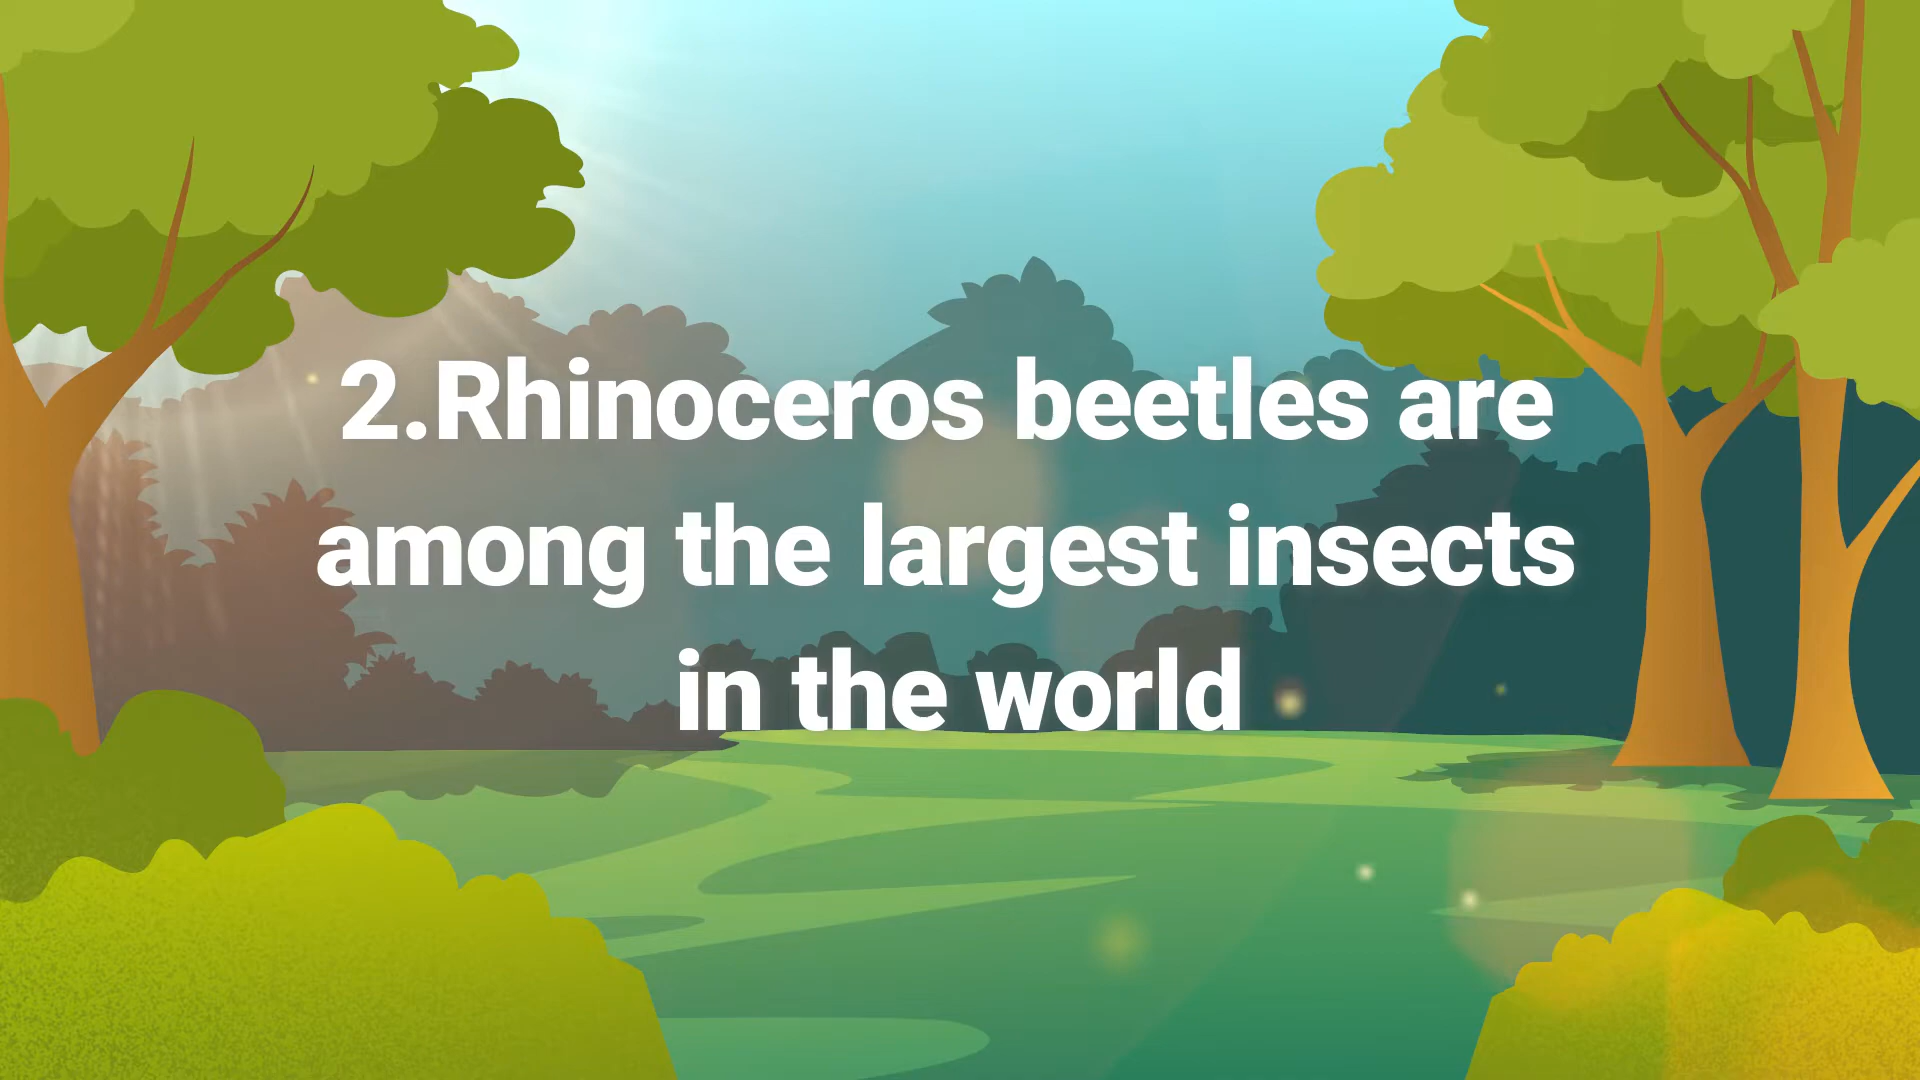 2.Rhinoceros beetles are
among the largest insects
in the world